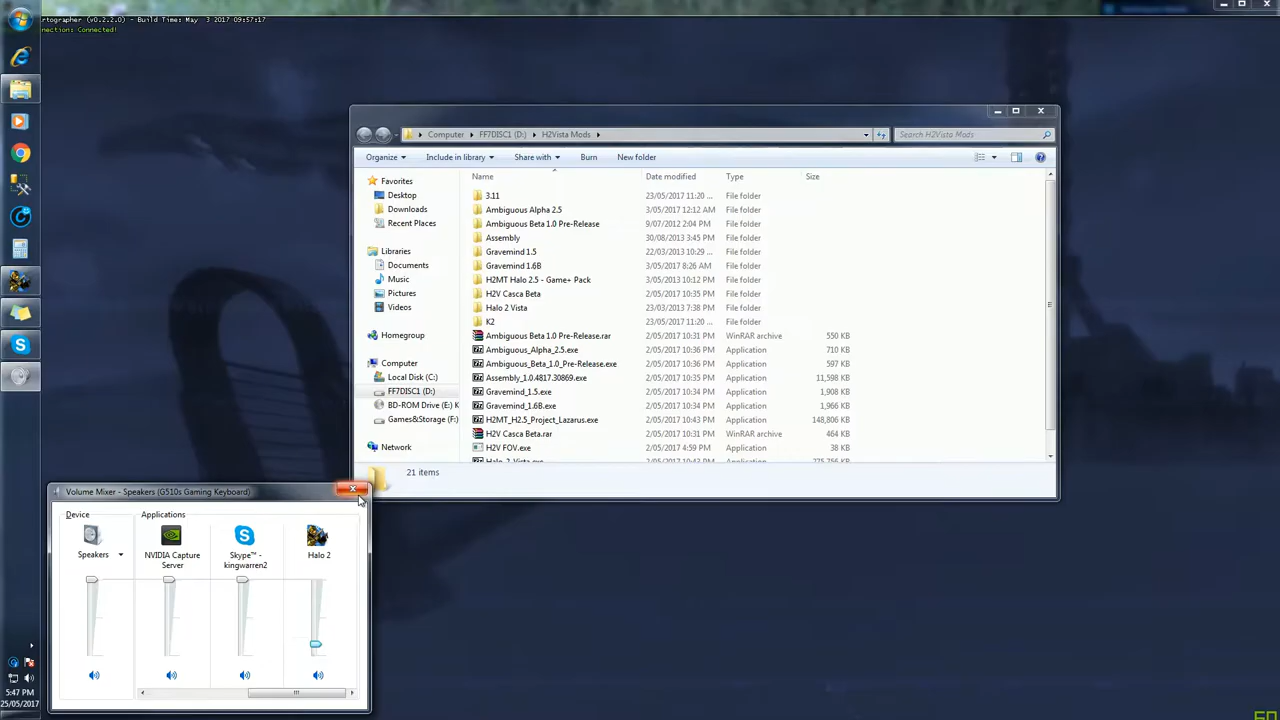 rtographer (v0.2.2.0) - Build Time: May  3 2017 09:57:17
nection: Connected!
Computer FF7DISC1 (D:) H2Vista Mods
Search H2Vista Mods
Organize Include in library Share with Burn New folder
Name Date modified Type Size
Favorites
Desktop
Downloads
Recent Places
Libraries
Documents
Music
Pictures
Videos
Homegroup
Computer
Local Disk (C:)
FF7DISC1 (D:)
BD-ROM Drive (E:) K
Games&Storage (F:)
Network
3.11 23/05/2017 11:20 ... File folder
Ambiguous Alpha 2.5 3/05/2017 12:12 AM File folder
Ambiguous Beta 1.0 Pre-Release 9/07/2012 2:04 PM File folder
Assembly 30/08/2013 3:45 PM File folder
Gravemind 1.5 22/03/2013 10:29 ... File folder
Gravemind 1.6B 3/05/2017 8:26 AM File folder
H2MT Halo 2.5 - Game+ Pack 3/05/2013 10:12 PM File folder
H2V Casca Beta 2/05/2017 10:35 PM File folder
Halo 2 Vista 23/03/2013 7:38 PM File folder
K2 23/05/2017 11:20 ... File folder
Ambiguous Beta 1.0 Pre-Release.rar 2/05/2017 10:31 PM WinRAR archive 550 KB
Ambiguous_Alpha_2.5.exe 2/05/2017 10:36 PM Application 710 KB
Ambiguous_Beta_1.0_Pre-Release.exe 2/05/2017 10:36 PM Application 597 KB
Assembly_1.0.4817.30869.exe 2/05/2017 10:35 PM Application 11,598 KB
Gravemind_1.5.exe 2/05/2017 10:35 PM Application 1,908 KB
Gravemind_1.6B.exe 2/05/2017 10:35 PM Application 1,966 KB
H2MT_H2.5_Project_Lazarus.exe 2/05/2017 10:43 PM Application 148,806 KB
H2V Casca Beta.rar 2/05/2017 10:31 PM WinRAR archive 464 KB
H2V FOV.exe 2/05/2017 4:59 PM Application 38 KB
21 items
Volume Mixer - Speakers (G510s Gaming Keyboard)
Device Applications
Speakers
NVIDIA Capture
Server
Skype™ -
kingwarren2
Halo 2
5:47 PM
25/05/2017